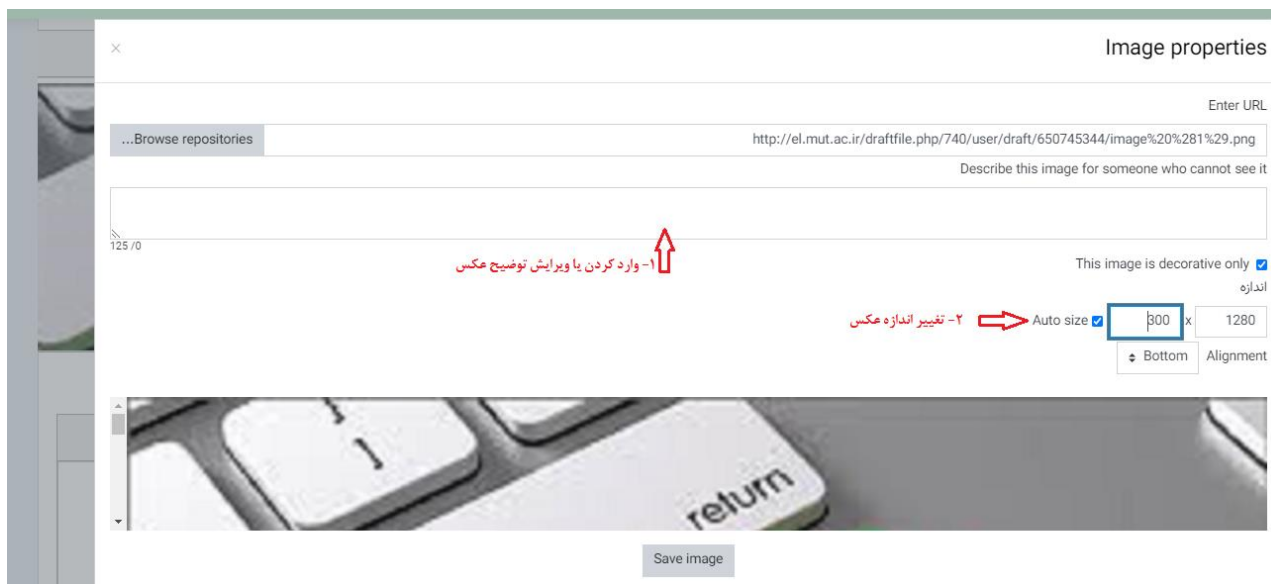 × Image properties
Enter URL
...Browse repositories http://el.mut.ac.ir/draftfile.php/740/user/draft/650745344/image%20%281%29.png
Describe this image for someone who cannot see it
125 /0
۱- وارد کردن یا ویرایش توضیح عکس
This image is decorative only
اندازه
1280 x 300 Auto size ۲- تغییر اندازه عکس
Alignment Bottom
return
Save image